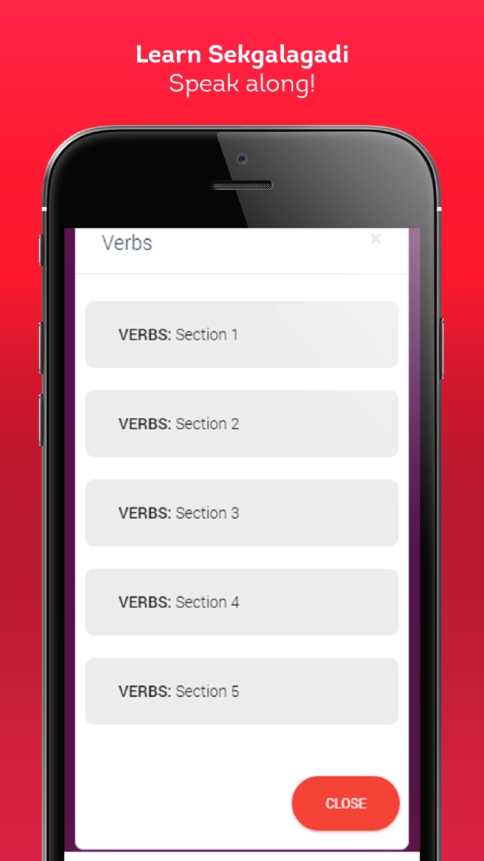 Learn Sekgalagadi
Speak along!
Verbs ×
VERBS: Section 1
VERBS: Section 2
VERBS: Section 3
VERBS: Section 4
VERBS: Section 5
CLOSE